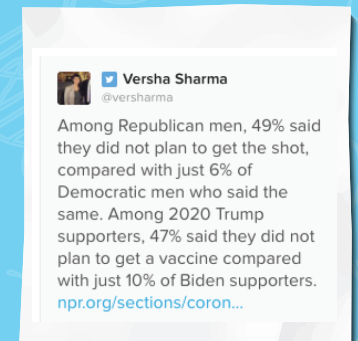 Versha Sharma
@versharma
Among Republican men, 49% said
they did not plan to get the shot,
compared with just 6% of
Democratic men who said the
same. Among 2020 Trump
supporters, 47% said they did not
plan to get a vaccine compared
with just 10% of Biden supporters.
npr.org/sections/coron...